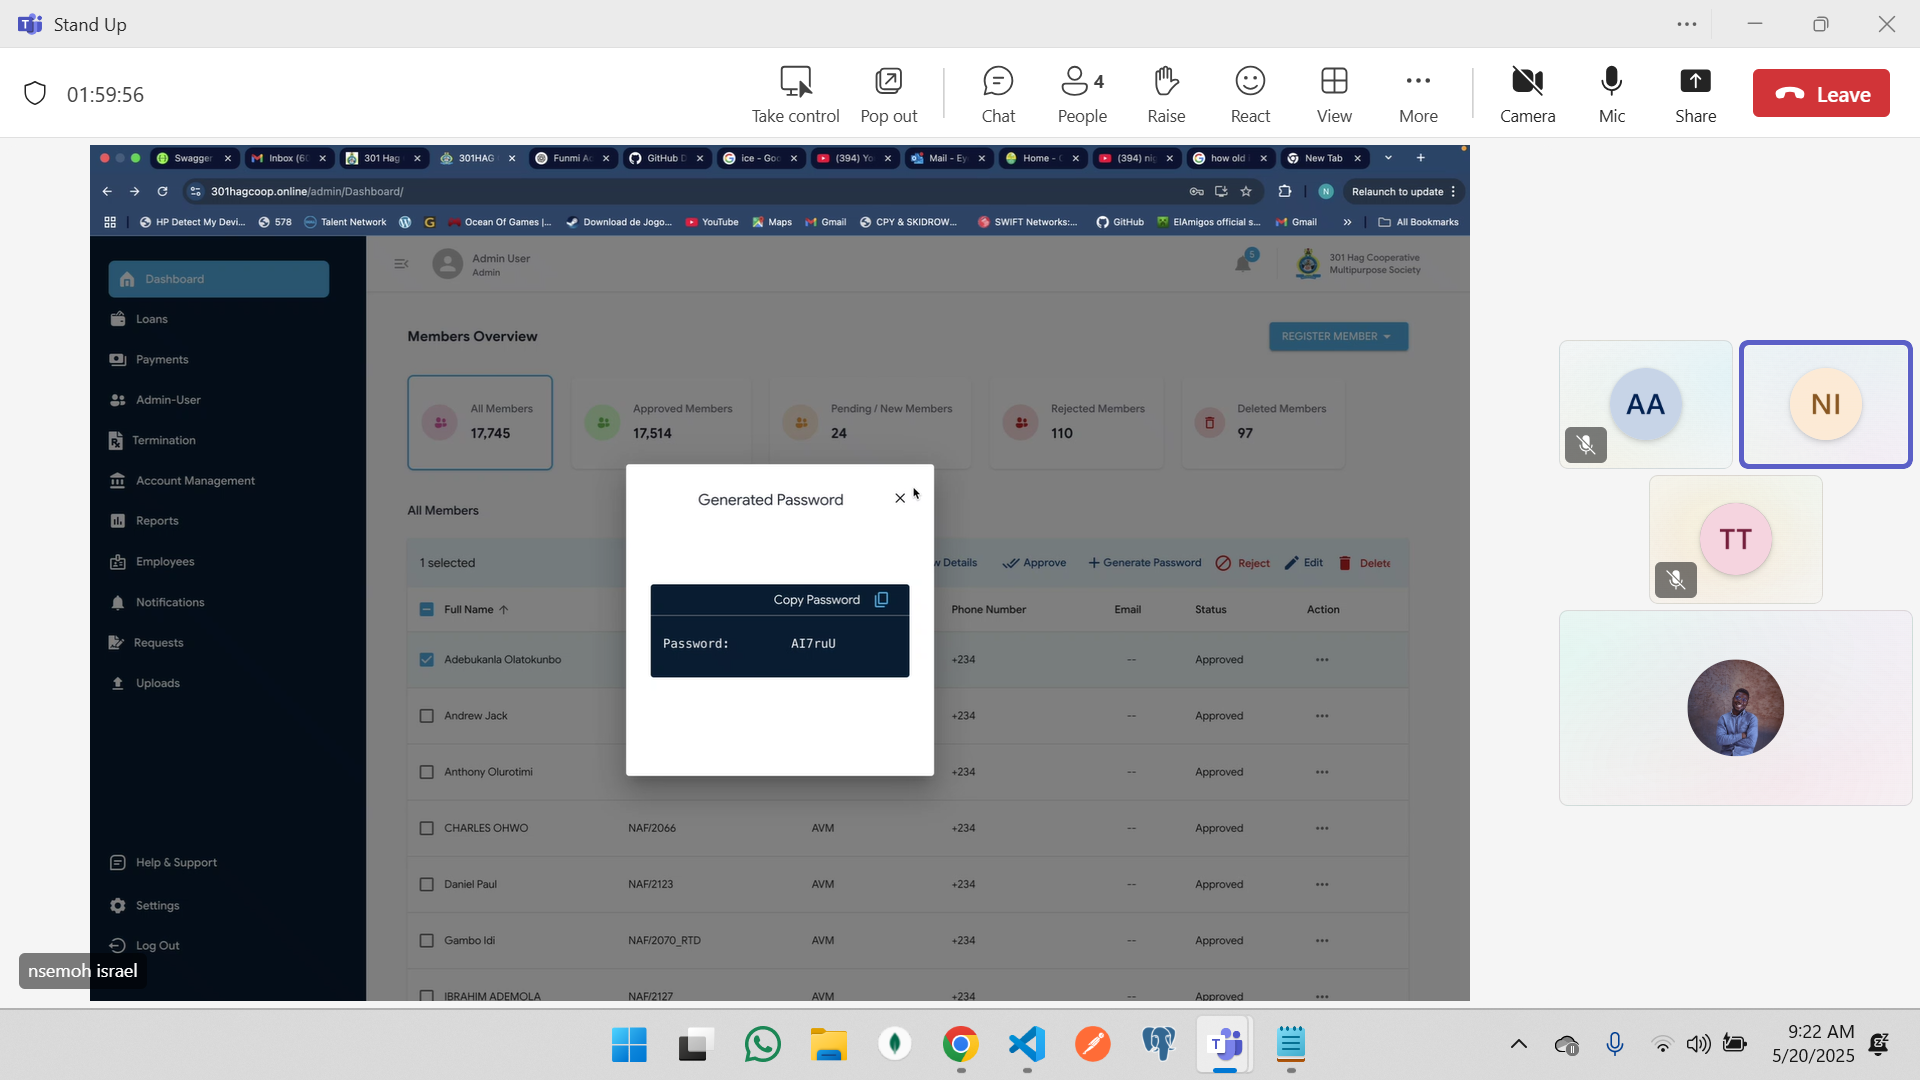 Stand Up
01:59:56
Take control
Pop out
Chat
People
4
Raise
React
View
More
Camera
Mic
Share
Leave
Swagger
Inbox (6
301 Hag
301HAG
Funmi A
GitHub D
ice - Goo
(394) Yo
Mail - Ey
Home -
(394) ni
how old
New Tab
301hagcoop.online/admin/Dashboard/
N
Relaunch to update
HP Detect My Devi...
578
Talent Network
Ocean Of Games |...
Download de Jogo...
YouTube
Maps
Gmail
CPY & SKIDROW...
SWIFT Networks:...
GitHub
ElAmigos official s...
Gmail
All Bookmarks
Dashboard
Loans
Payments
Admin-User
Termination
Account Management
Reports
Employees
Notifications
Requests
Uploads
Help & Support
Settings
Log Out
nsemoh israel
Admin User
Admin
5
301 Hag Cooperative
Multipurpose Society
Members Overview
REGISTER MEMBER
All Members
17,745
Approved Members
17,514
Pending / New Members
24
Rejected Members
110
Deleted Members
97
All Members
1 selected
w Details
Approve
Generate Password
Reject
Edit
Delete
Full Name
Phone Number
Email
Status
Action
Adebukanla Olatokunbo +234 -- Approved
Andrew Jack +234 -- Approved
Anthony Olurotimi +234 -- Approved
CHARLES OHWO NAF/2066 AVM +234 -- Approved
Daniel Paul NAF/2123 AVM +234 -- Approved
Gambo Idi NAF/2070_RTD AVM +234 -- Approved
IBRAHIM ADEMOLA NAF/2127 AVM +234 -- Approved
Generated Password
Copy Password
Password: AI7ruU
AA
NI
TT
9:22 AM
5/20/2025